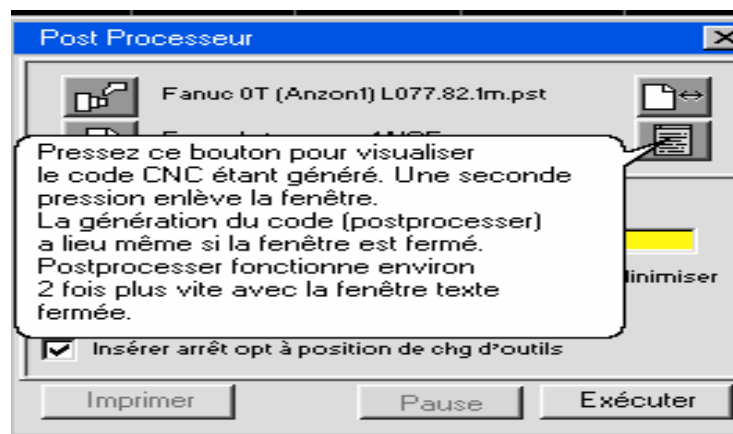 Post Processeur
Fanuc 0T (Anzon1) L077.82.1m.pst
Pressez ce bouton pour visualiser
le code CNC étant généré. Une seconde
pression enlève la fenêtre.
La génération du code (postprocesser)
a lieu même si la fenêtre est fermé.
Postprocesser fonctionne environ
2 fois plus vite avec la fenêtre texte
fermée.
linimiser
Insérer arrêt opt à position de chg d'outils
Imprimer
Pause
Exécuter